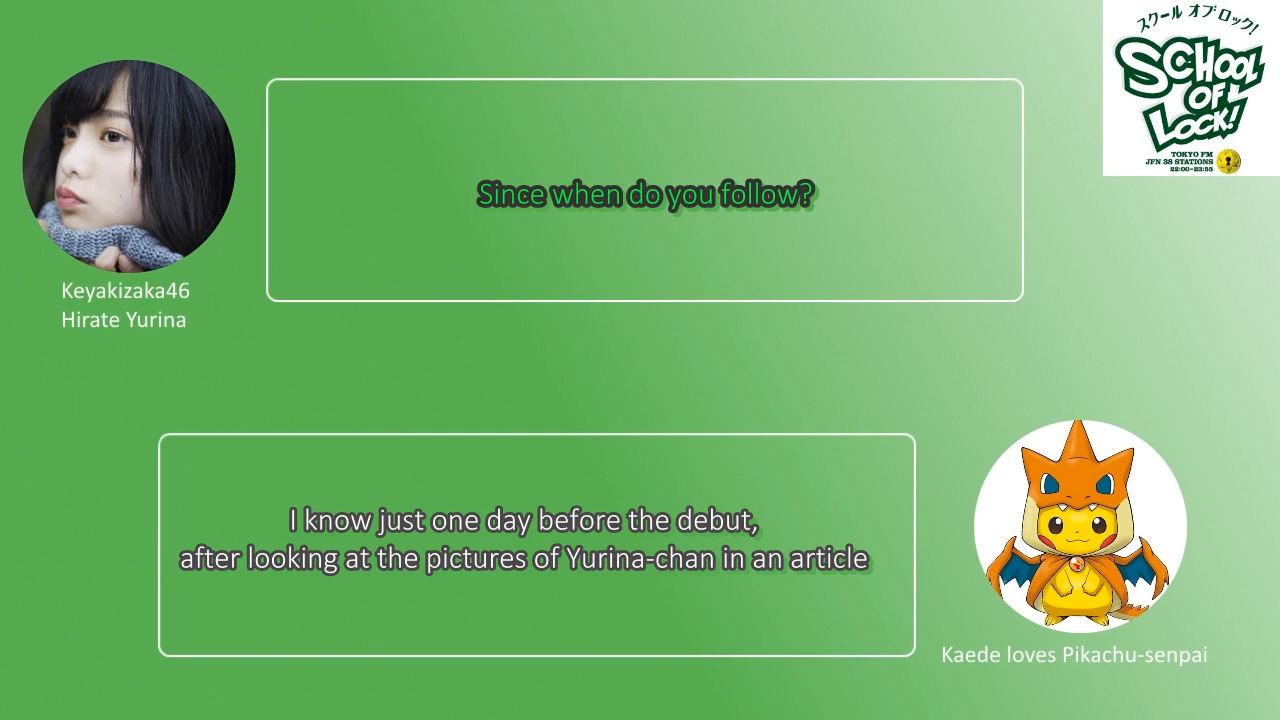 スクール オブ ロック!
SCHOOL
OF
LOCK!
TOKYO FM
JFN 38 STATIONS
22:00-23:55
Since when do you follow?
Keyakizaka46
Hirate Yurina
I know just one day before the debut,
after looking at the pictures of Yurina-chan in an article
Kaede loves Pikachu-senpai